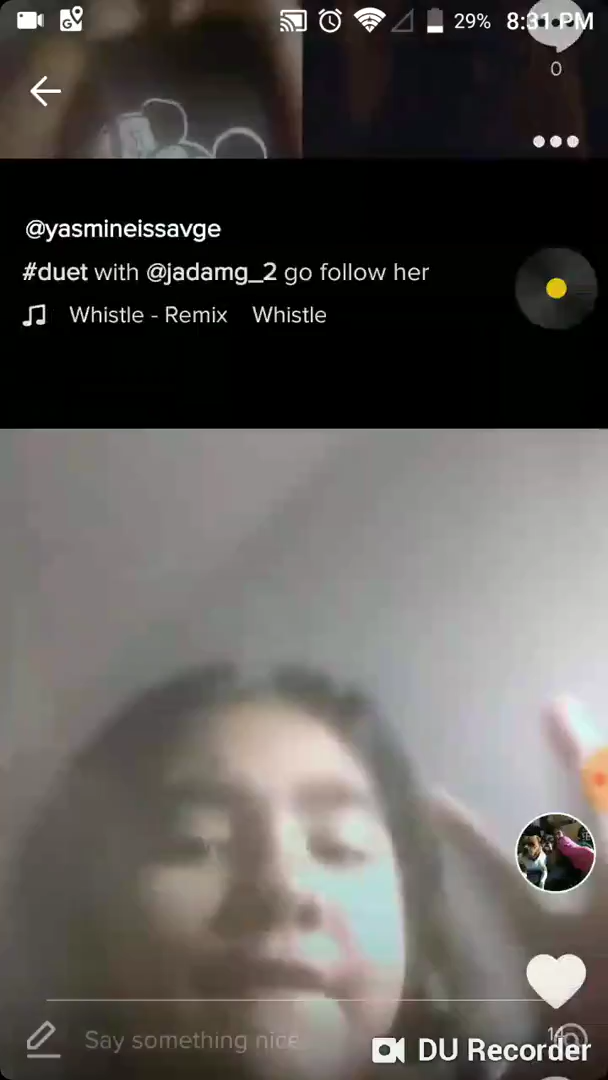 29% 8:31 PM
0
@yasmineissavge
#duet with @jadamg_2 go follow her
Whistle - Remix Whistle
Say something nice
14
DU Recorder